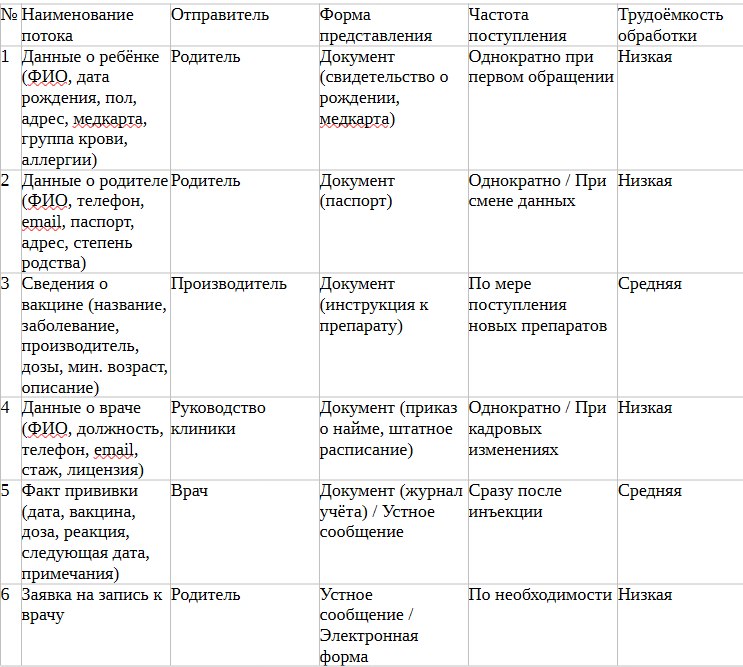 № Наименование потока Отправитель Форма представления Частота поступления Трудоёмкость обработки
1 Данные о ребёнке (ФИО, дата рождения, пол, адрес, медкарта, группа крови, аллергии) Родитель Документ (свидетельство о рождении, медкарта) Однократно при первом обращении Низкая
2 Данные о родителе (ФИО, телефон, email, паспорт, адрес, степень родства) Родитель Документ (паспорт) Однократно / При смене данных Низкая
3 Сведения о вакцине (название, заболевание, производитель, дозы, мин. возраст, описание) Производитель Документ (инструкция к препарату) По мере поступления новых препаратов Средняя
4 Данные о враче (ФИО, должность, телефон, email, стаж, лицензия) Руководство клиники Документ (приказ о найме, штатное расписание) Однократно / При кадровых изменениях Низкая
5 Факт прививки (дата, вакцина, доза, реакция, следующая дата, примечания) Врач Документ (журнал учёта) / Устное сообщение Сразу после инъекции Средняя
6 Заявка на запись к врачу Родитель Устное сообщение / Электронная форма По необходимости Низкая